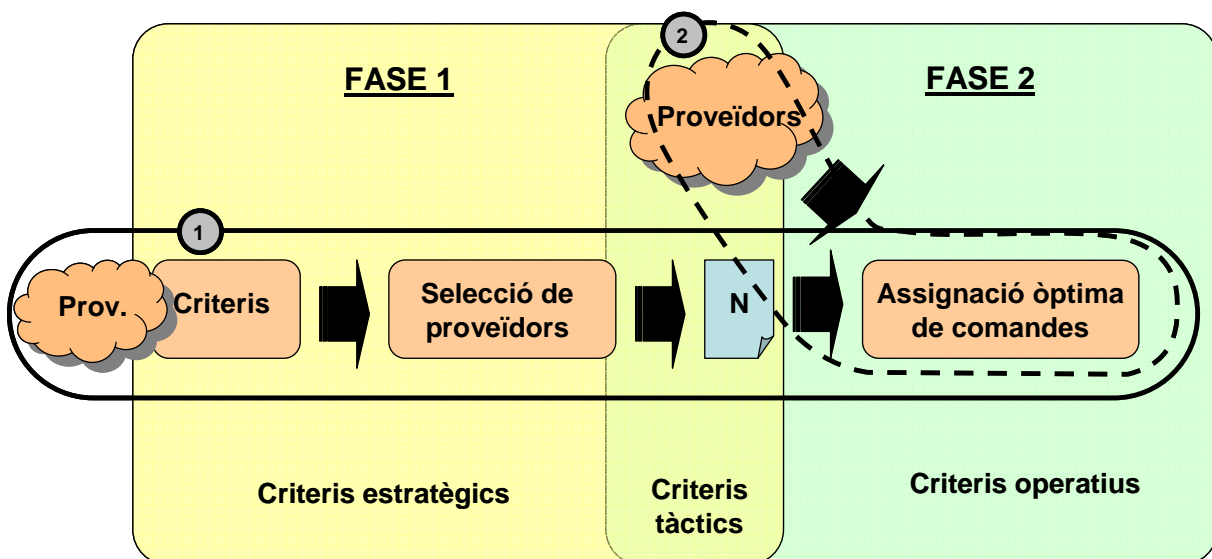 2
FASE 1
FASE 2
Proveïdors
1
Prov.
Criteris
Selecció de
proveïdors
N
Assignació òptima
de comandes
Criteris estratègics
Criteris
tàctics
Criteris operatius